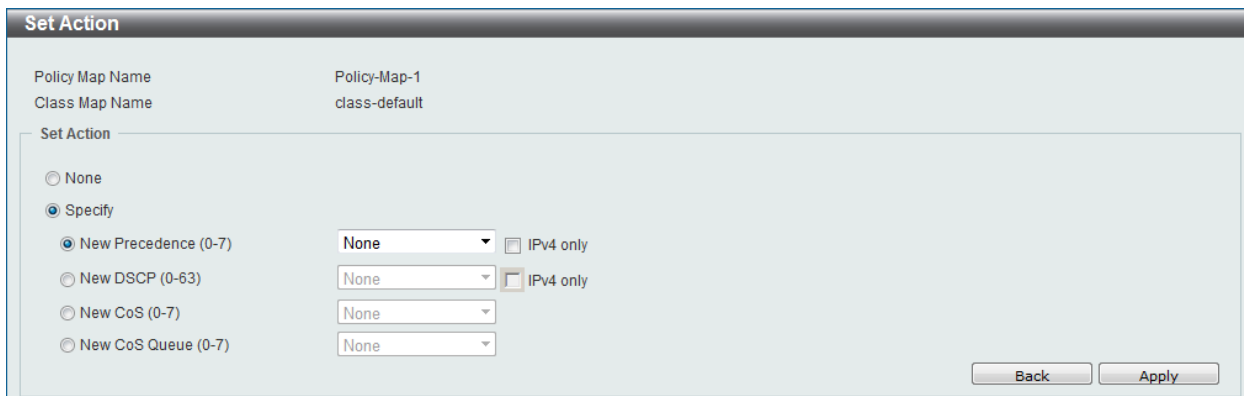 Set Action
Policy Map Name Policy-Map-1
Class Map Name class-default
Set Action
None
Specify
New Precedence (0-7) None IPv4 only
New DSCP (0-63) None IPv4 only
New CoS (0-7) None
New CoS Queue (0-7) None
Back Apply